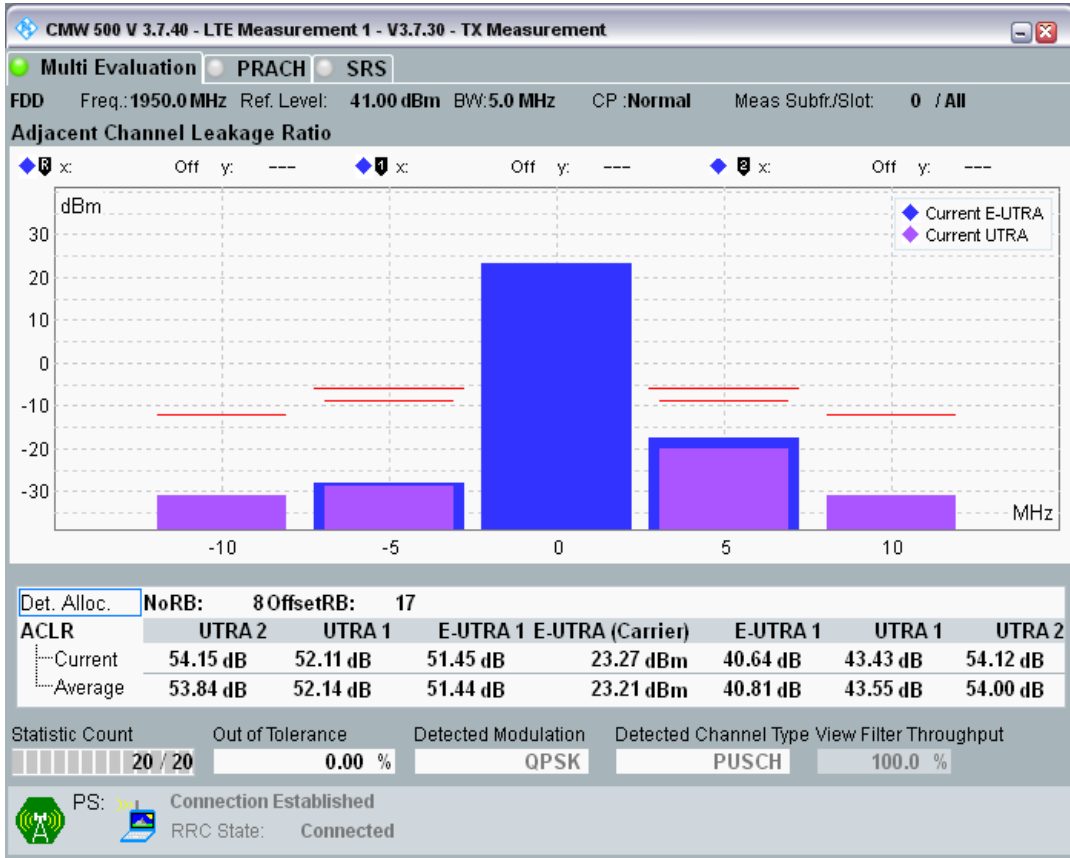 CMW 500 V 3.7.40 - LTE Measurement 1 - V3.7.30 - TX Measurement
Multi Evaluation PRACH SRS
FDD Freq.: 1950.0 MHz Ref. Level: 41.00 dBm BW: 5.0 MHz CP : Normal Meas Subfr./Slot: 0 / All
Adjacent Channel Leakage Ratio
R x: Off y: --- 1 x: Off y: --- 2 x: Off y: ---
dBm
Current E-UTRA
Current UTRA
30
20
10
0
-10
-20
-30
MHz
-10 -5 0 5 10
Det. Alloc. NoRB: 8 OffsetRB: 17
ACLR UTRA 2 UTRA 1 E-UTRA 1 E-UTRA (Carrier) E-UTRA 1 UTRA 1 UTRA 2
Current 54.15 dB 52.11 dB 51.45 dB 23.27 dBm 40.64 dB 43.43 dB 54.12 dB
Average 53.84 dB 52.14 dB 51.44 dB 23.21 dBm 40.81 dB 43.55 dB 54.00 dB
Statistic Count Out of Tolerance Detected Modulation Detected Channel Type View Filter Throughput
20 / 20 0.00 % QPSK PUSCH 100.0 %
PS: Connection Established
RRC State: Connected